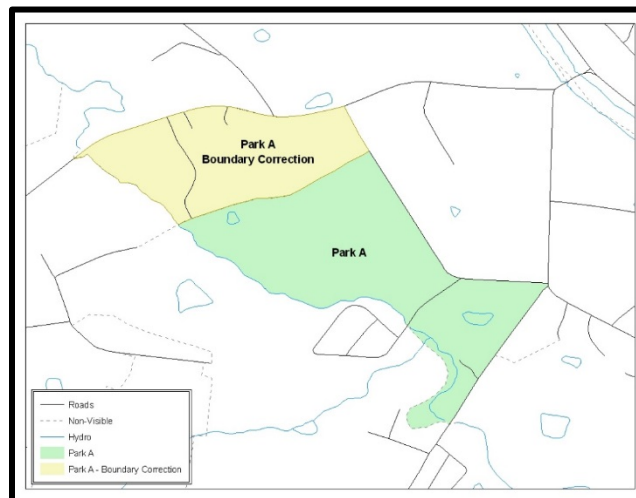 Park A
Boundary Correction
Park A
Roads
Non-Visible
Hydro
Park A
Park A - Boundary Correction